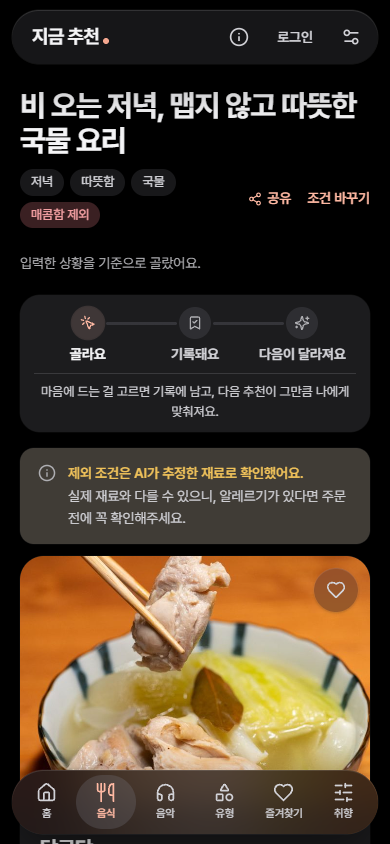 지금 추천
로그인
비 오는 저녁, 맵지 않고 따뜻한
국물 요리
저녁 따뜻함 국물
매콤함 제외
공유 조건 바꾸기
입력한 상황을 기준으로 골랐어요.
골라요 기록돼요 다음이 달라져요
마음에 드는 걸 고르면 기록에 남고, 다음 추천이 그만큼 나에게
맞춰져요.
제외 조건은 AI가 추정한 재료로 확인했어요.
실제 재료와 다를 수 있으니, 알레르기가 있다면 주문
전에 꼭 확인해주세요.
홈 음식 음악 유형 즐겨찾기 취향